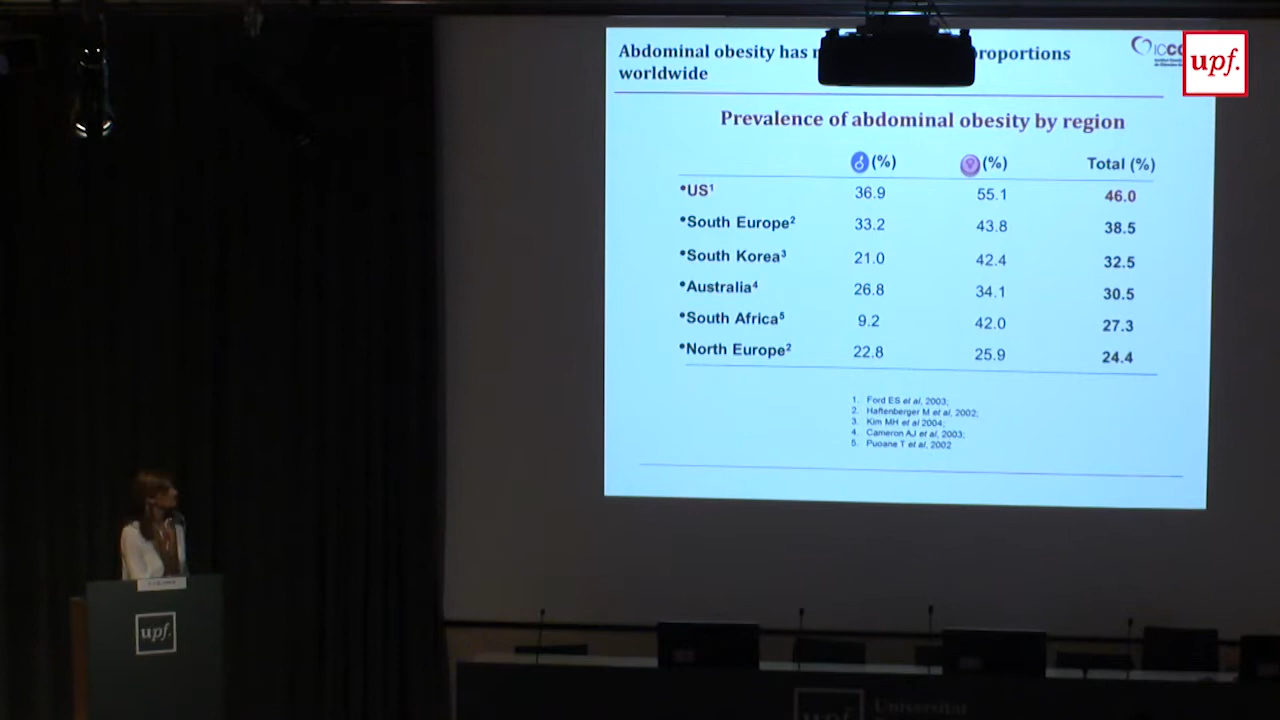 Abdominal obesity has proportions
worldwide
upf.
Prevalence of abdominal obesity by region
(%) (%) Total (%)
•US¹ 36.9 55.1 46.0
•South Europe² 33.2 43.8 38.5
•South Korea³ 21.0 42.4 32.5
•Australia⁴ 26.8 34.1 30.5
•South Africa⁵ 9.2 42.0 27.3
•North Europe² 22.8 25.9 24.4
1. Ford ES et al, 2003;
2. Haftenberger M et al, 2002;
3. Kim MH et al 2004;
4. Cameron AJ et al, 2003;
5. Puoane T et al, 2002
upf.
upf.
Universitat